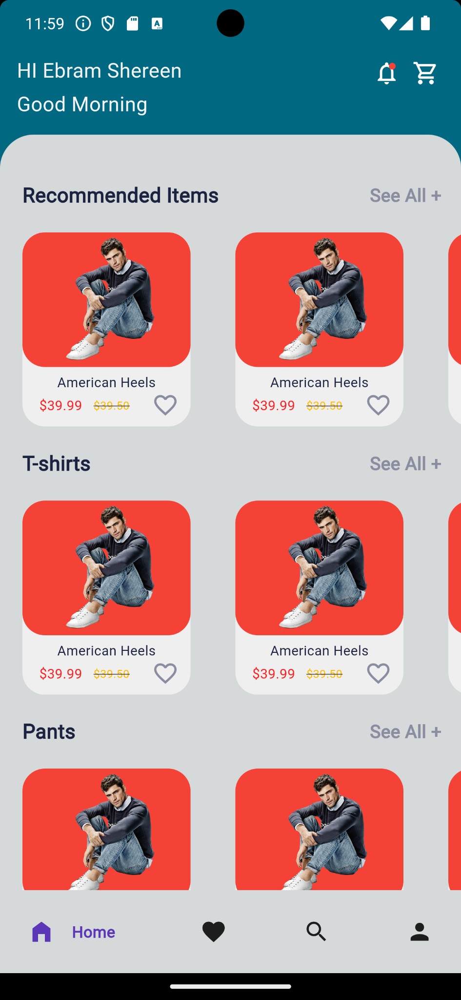 11:59
HI Ebram Shereen
Good Morning
Recommended Items See All +
American Heels American Heels
$39.99 $39.50 $39.99 $39.50
T-shirts See All +
American Heels American Heels
$39.99 $39.50 $39.99 $39.50
Pants See All +
Home